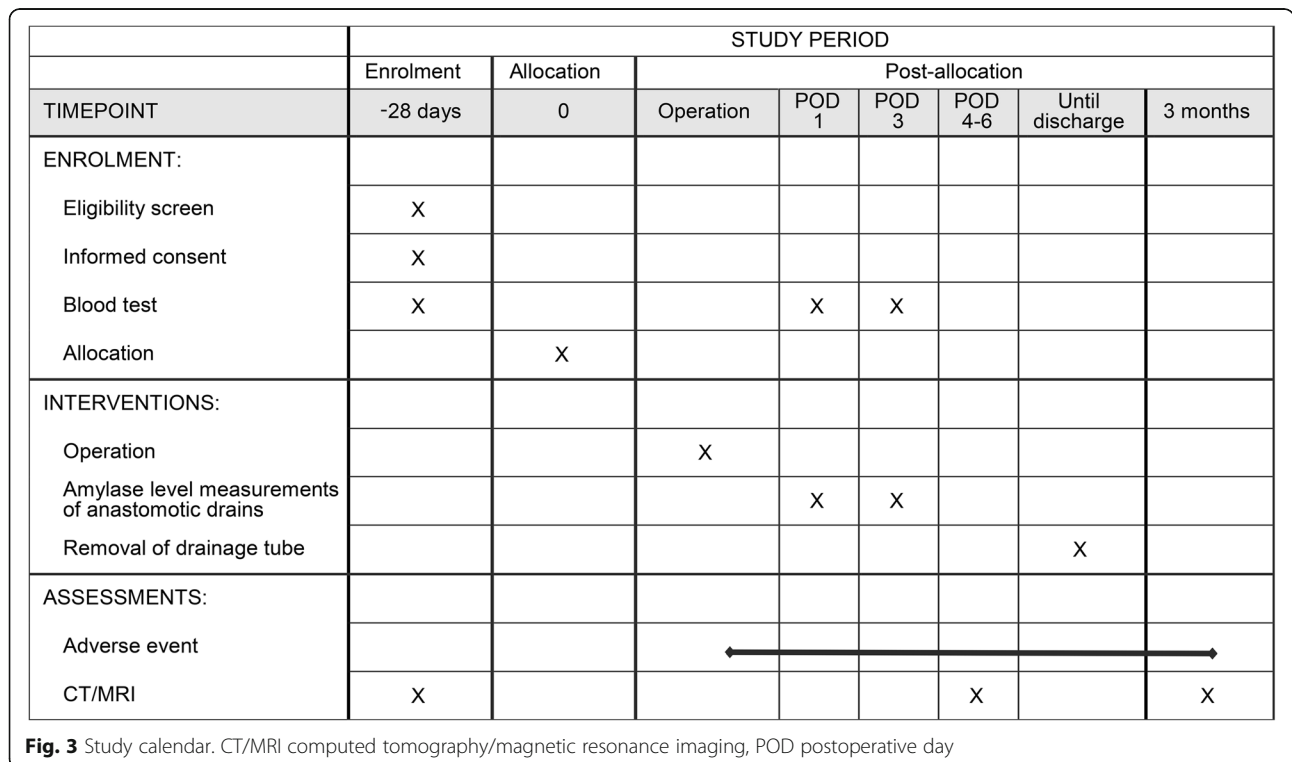 STUDY PERIOD
Enrolment Allocation Post-allocation
TIMEPOINT -28 days 0 Operation POD 1 POD 3 POD 4-6 Until discharge 3 months
ENROLMENT:
Eligibility screen X
Informed consent X
Blood test X X X
Allocation X
INTERVENTIONS:
Operation X
Amylase level measurements
of anastomotic drains X X
Removal of drainage tube X
ASSESSMENTS:
Adverse event
CT/MRI X X X
Fig. 3 Study calendar. CT/MRI computed tomography/magnetic resonance imaging, POD postoperative day